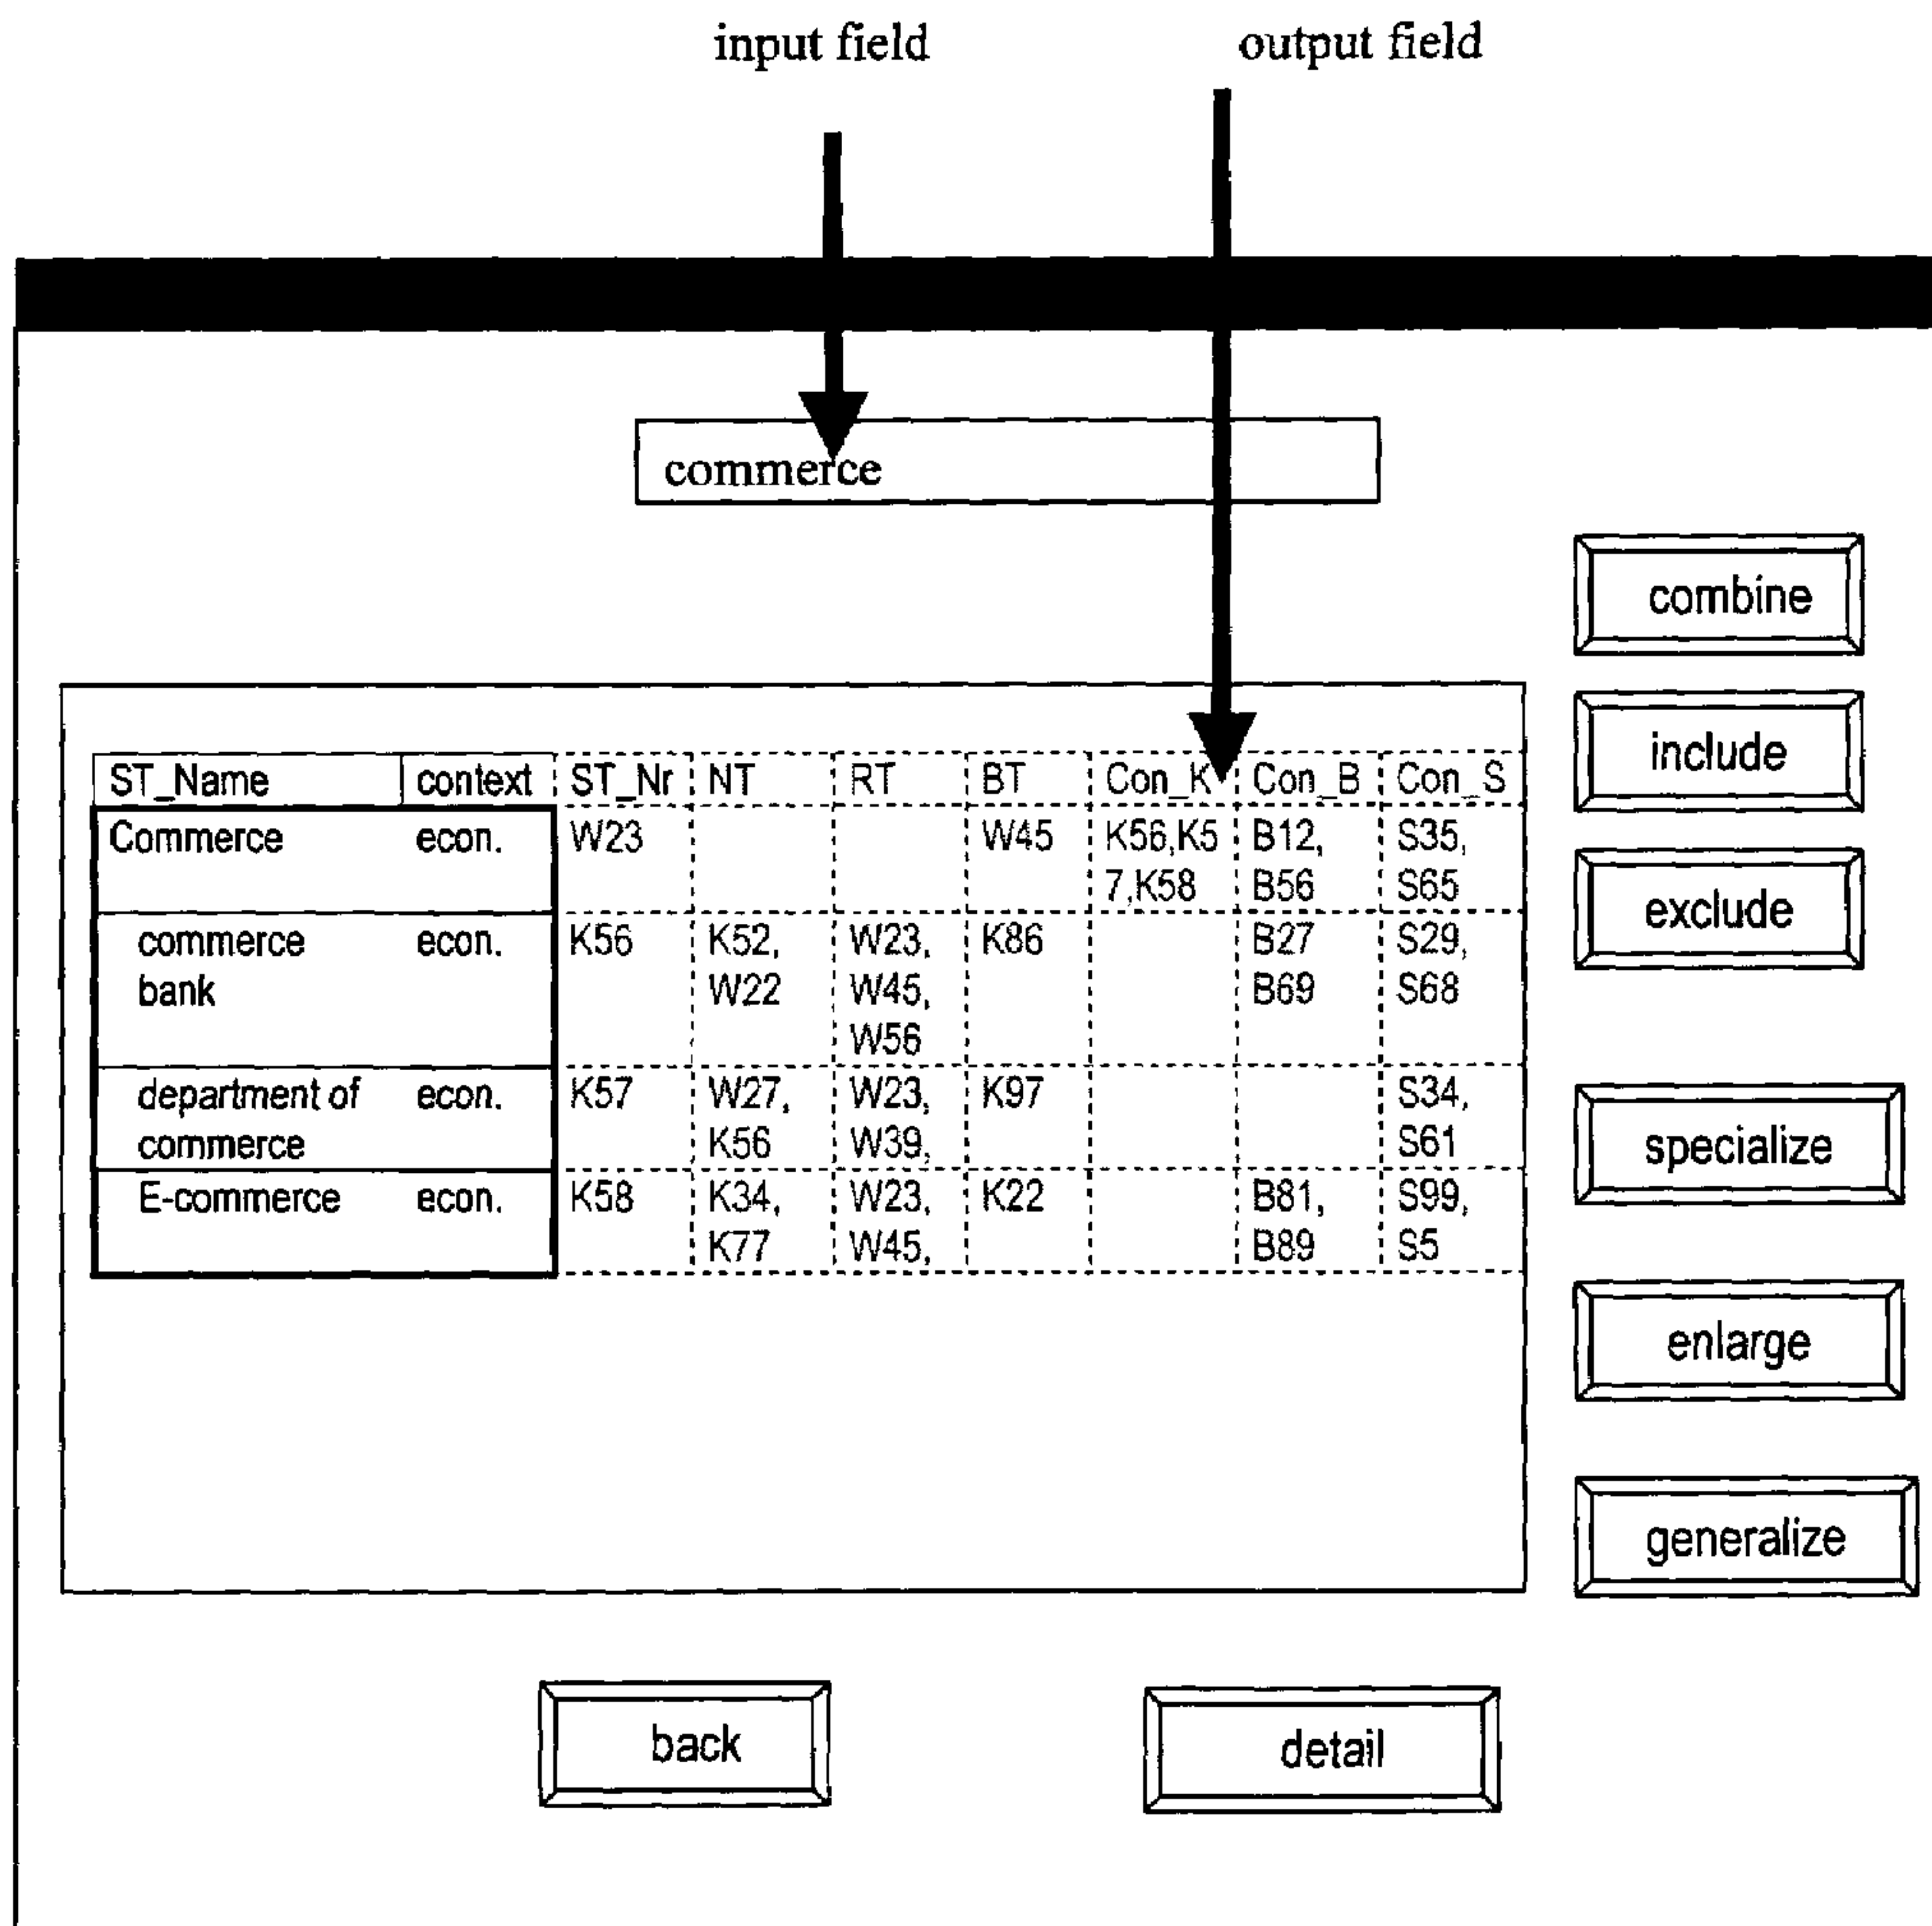 input field output field
commerce
combine
include
exclude
specialize
enlarge
generalize
ST_Name context ST_Nr NT RT BT Con_K Con_B Con_S
Commerce econ. W23 W45 K56,K5 B12, S35,
7,K58 B56 S65
commerce econ. K56 K52, W23, K86 B27 S29,
bank W22 W45, B69 S68
W56
department of econ. K57 W27, W23, K97 S34,
commerce K56 W39, S61
E-commerce econ. K58 K34, W23, K22 B81, S99,
K77 W45, B89 S5
back detail